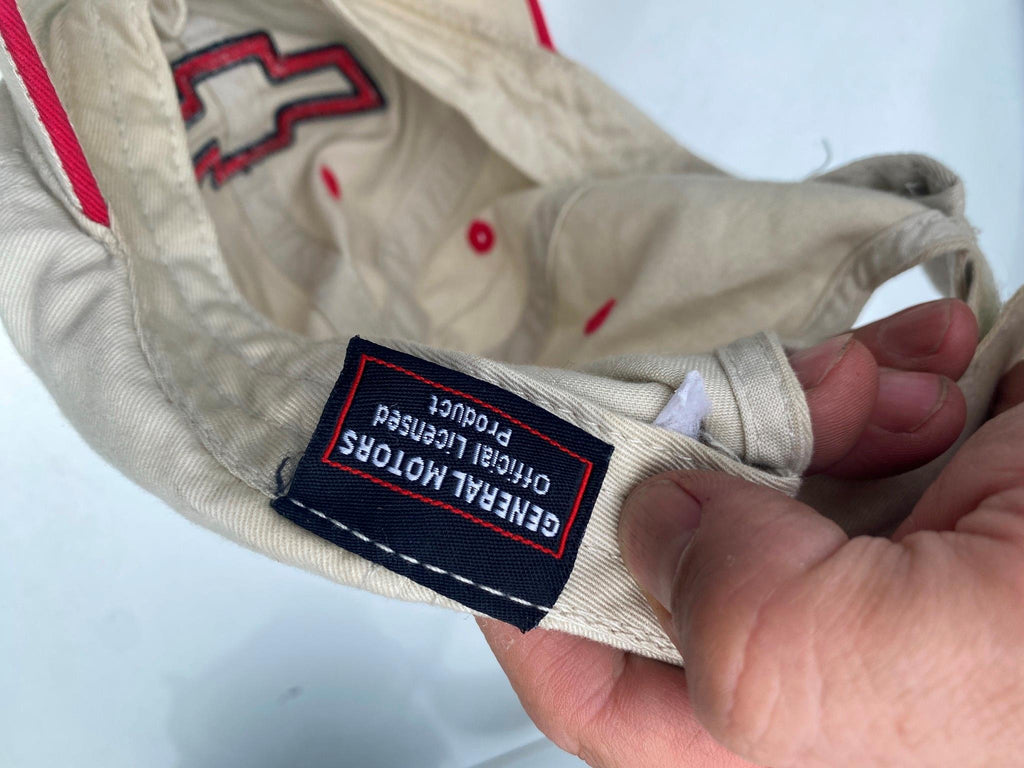 GENERAL MOTORS
Official Licensed
Product